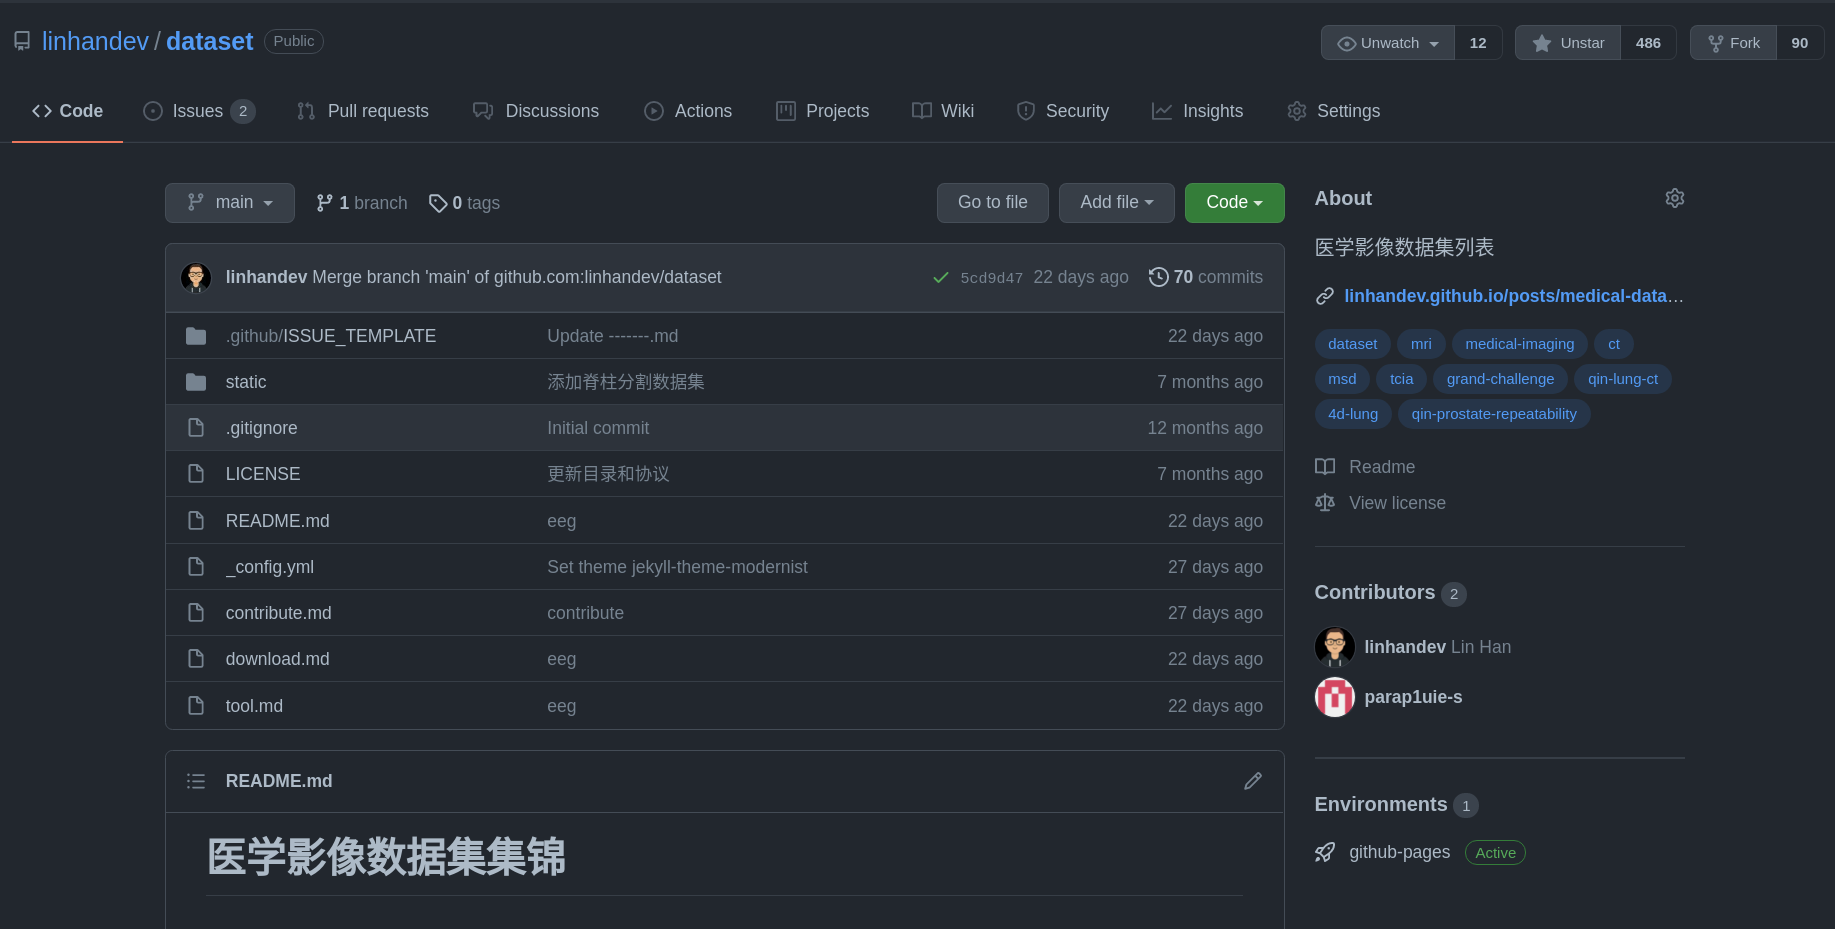 linhandev / dataset Public
Unwatch 12 Unstar 486 Fork 90
Code Issues 2 Pull requests Discussions Actions Projects Wiki Security Insights Settings
main 1 branch 0 tags Go to file Add file Code
linhandev Merge branch 'main' of github.com:linhandev/dataset 5cd9d47 22 days ago 70 commits
.github/ISSUE_TEMPLATE Update -------.md 22 days ago
static 添加脊柱分割数据集 7 months ago
.gitignore Initial commit 12 months ago
LICENSE 更新目录和协议 7 months ago
README.md eeg 22 days ago
_config.yml Set theme jekyll-theme-modernist 27 days ago
contribute.md contribute 27 days ago
download.md eeg 22 days ago
tool.md eeg 22 days ago
README.md
医学影像数据集集锦
About
医学影像数据集列表
linhandev.github.io/posts/medical-data…
dataset mri medical-imaging ct
msd tcia grand-challenge qin-lung-ct
4d-lung qin-prostate-repeatability
Readme
View license
Contributors 2
linhandev Lin Han
parap1uie-s
Environments 1
github-pages Active